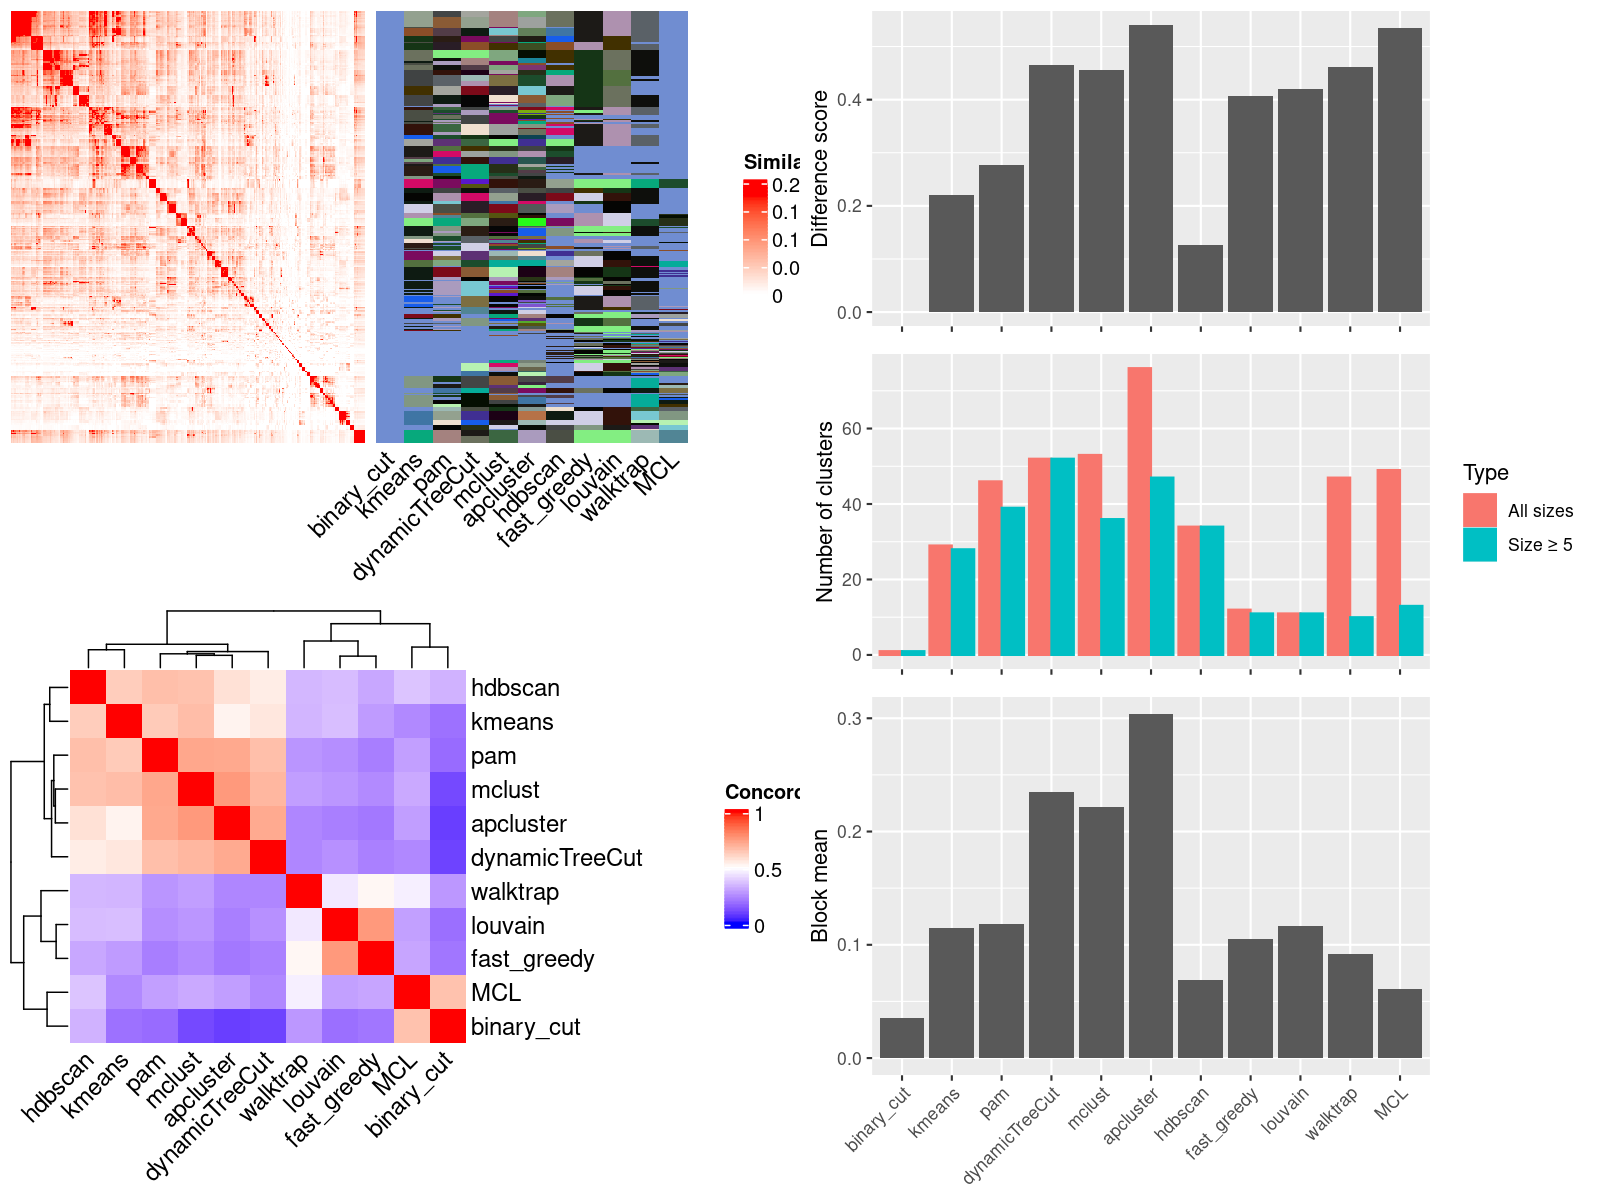 Simila
0.2
0.1
0.1
0.0
0
binary_cut
kmeans
pam
dynamicTreeCut
mclust
apcluster
hdbscan
fast_greedy
louvain
walktrap
MCL
hdbscan
kmeans
pam
mclust
apcluster
dynamicTreeCut
walktrap
louvain
fast_greedy
MCL
binary_cut
hdbscan
kmeans
pam
mclust
apcluster
dynamicTreeCut
walktrap
louvain
fast_greedy
MCL
binary_cut
Concord
1
0.5
0
Difference score
0.4
0.2
0.0
Number of clusters
60
40
20
0
Type
All sizes
Size ≥ 5
Block mean
0.3
0.2
0.1
0.0
binary_cut
kmeans
pam
dynamicTreeCut
mclust
apcluster
hdbscan
fast_greedy
louvain
walktrap
MCL